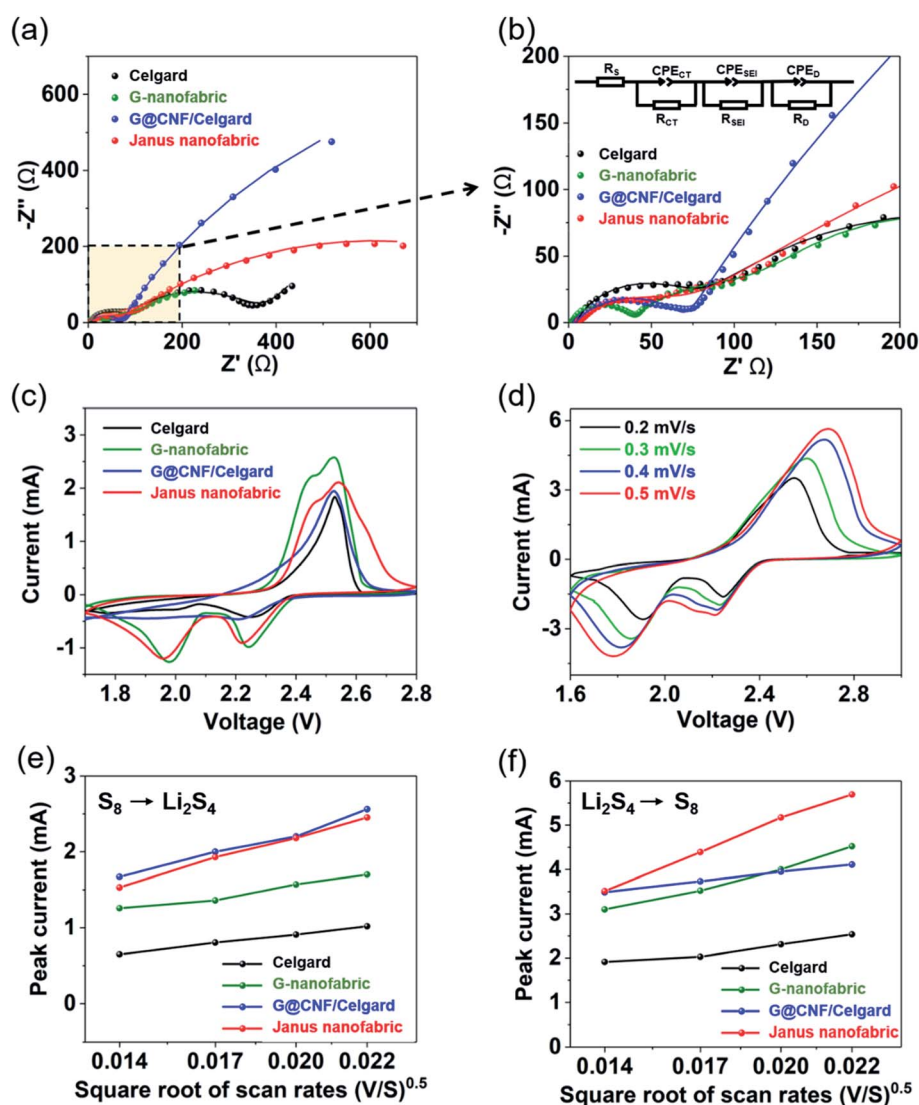 (a)
700
600
500
400
300
200
100
0
0 200 400 600
-Z'' (Ω)
Z' (Ω)
Celgard
G-nanofabric
G@CNF/Celgard
Janus nanofabric
(b)
200
175
150
125
100
75
50
25
0
0 50 100 150 200
-Z'' (Ω)
Z' Ω)
RS CPECT CPESEI CPED
RCT RSEI RD
Celgard
G-nanofabric
G@CNF/Celgard
Janus nanofabric
(c)
3
2
1
0
-1
1.8 2.0 2.2 2.4 2.6 2.8
Current (mA)
Voltage (V)
Celgard
G-nanofabric
G@CNF/Celgard
Janus nanofabric
(d)
6
3
0
-3
1.6 2.0 2.4 2.8
Current (mA)
Voltage (V)
0.2 mV/s
0.3 mV/s
0.4 mV/s
0.5 mV/s
(e)
S8 → Li2S4
3
2
1
0
0.014 0.017 0.020 0.022
Peak current (mA)
Square root of scan rates (V/S)0.5
Celgard
G-nanofabric
G@CNF/Celgard
Janus nanofabric
(f)
Li2S4 → S8
6
5
4
3
2
1
0
0.014 0.017 0.020 0.022
Peak current (mA)
Square root of scan rates (V/S)0.5
Celgard
G-nanofabric
G@CNF/Celgard
Janus nanofabric